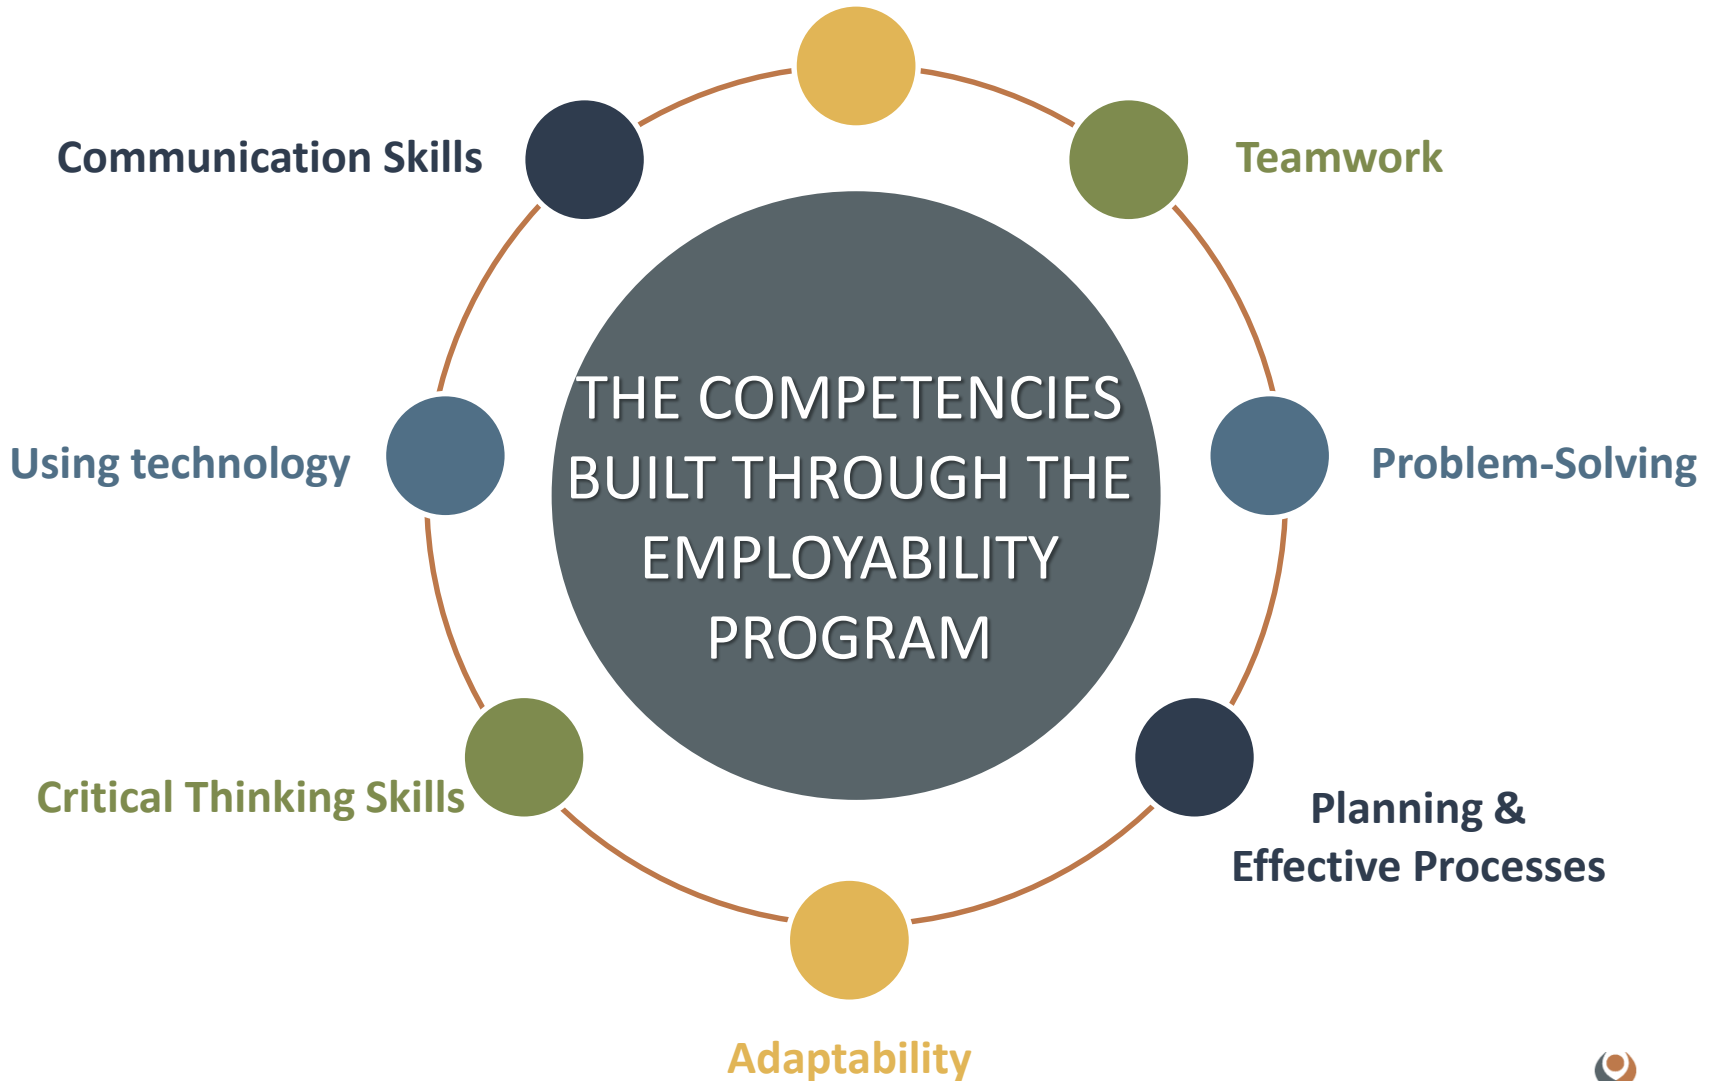 Communication Skills
Teamwork
THE COMPETENCIES
BUILT THROUGH THE
EMPLOYABILITY
PROGRAM
Using technology
Problem-Solving
Critical Thinking Skills
Planning &
Effective Processes
Adaptability